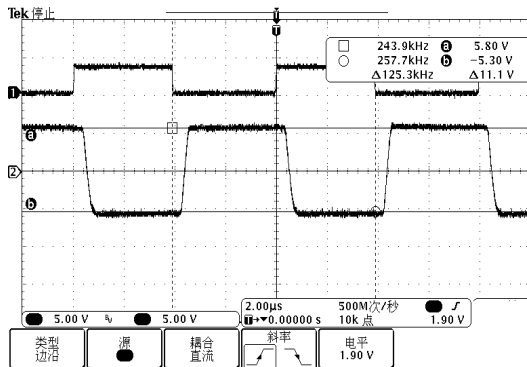 Tek 停止
T
T
243.9kHz a 5.80 V
257.7kHz b −5.30 V
Δ125.3kHz Δ11.1 V
1
a
2
b
5.00 V 5.00 V
2.00µs 500M次/秒
T→▼0.00000 s 10k 点 1.90 V
类型 源 耦合 斜率 电平
边沿 直流 1.90 V